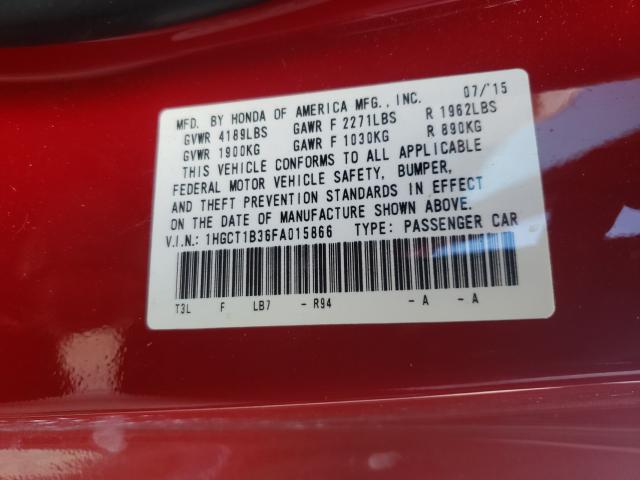 MFD. BY HONDA OF AMERICA MFG., INC. 07/'15
GVWR 4189LBS GAWR F 2271LBS R 1962LBS
GVWR 1900KG GAWR F 1030KG R 890KG
THIS VEHICLE CONFORMS TO ALL APPLICABLE
FEDERAL MOTOR VEHICLE SAFETY, BUMPER,
AND THEFT PREVENTION STANDARDS IN EFFECT
ON THE DATE OF MANUFACTURE SHOWN ABOVE.
V.I.N.: 1HGCT1B36FA015866 TYPE: PASSENGER CAR
T3L F LB7 -R94 -A -A